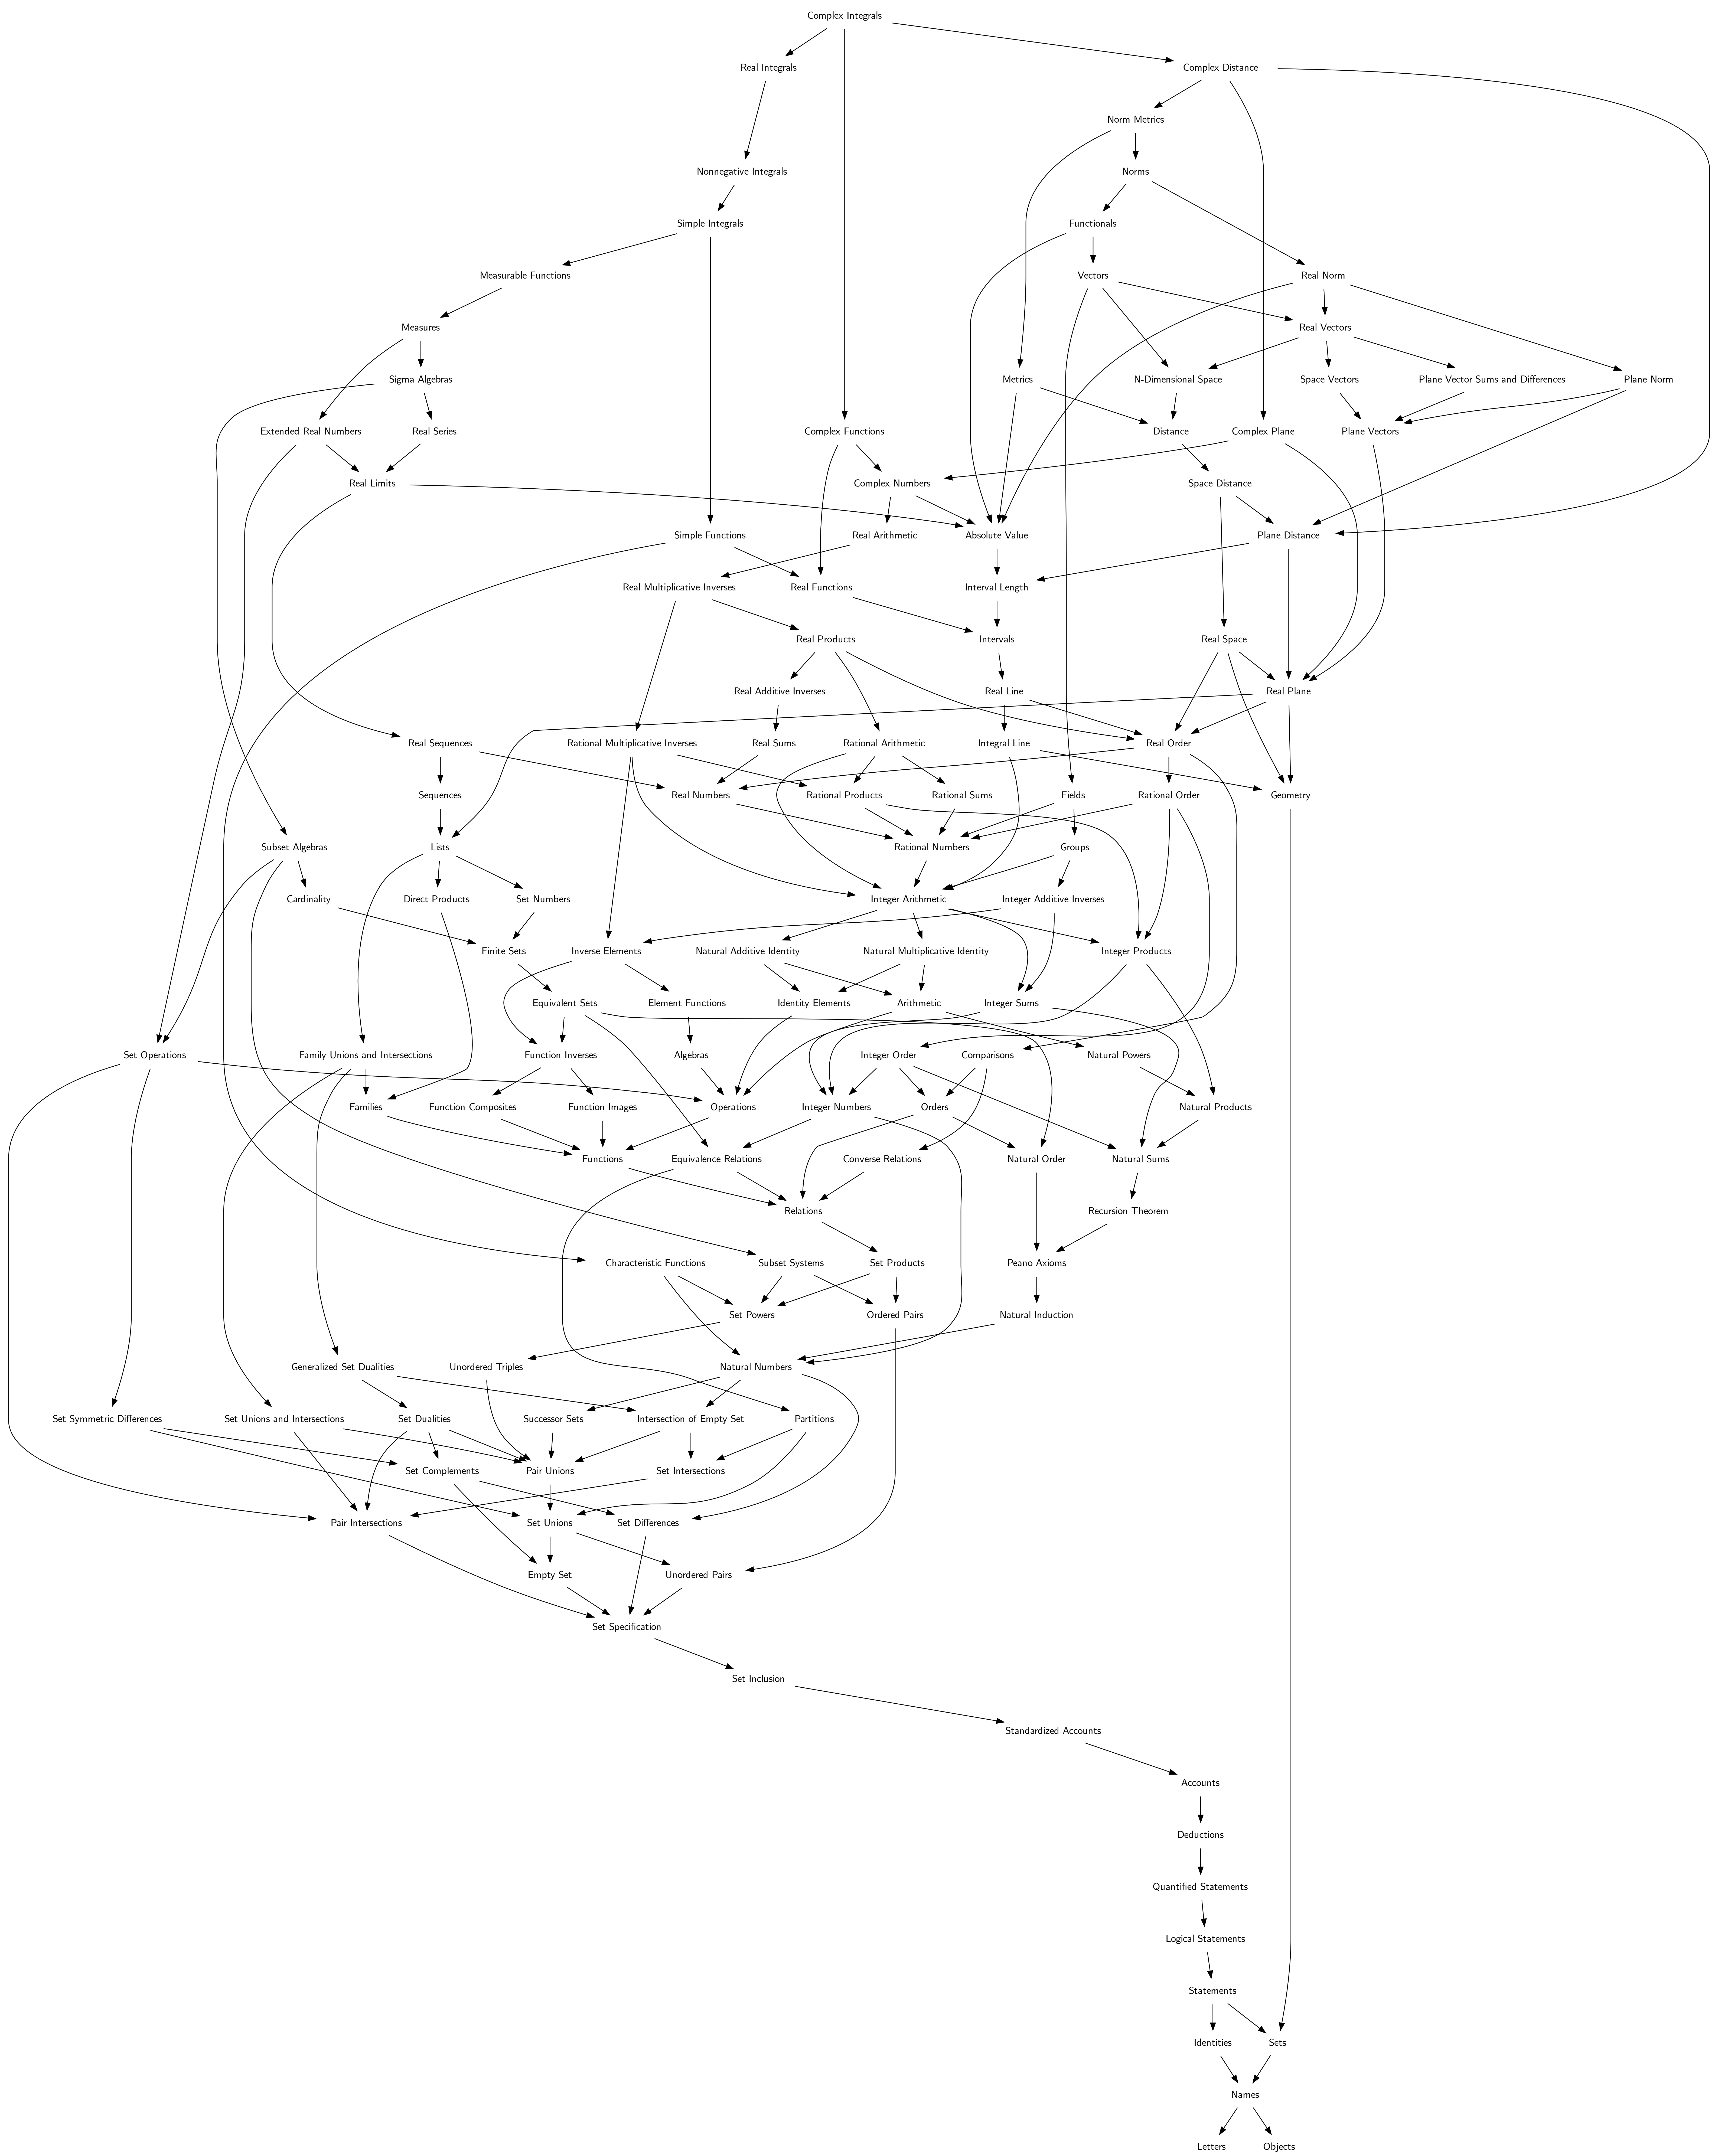 Complex Integrals
Real Integrals
Complex Distance
Norm Metrics
Nonnegative Integrals
Norms
Simple Integrals
Functionals
Measurable Functions
Vectors
Real Norm
Measures
Real Vectors
Sigma Algebras
Metrics
N-Dimensional Space
Space Vectors
Plane Vector Sums and Differences
Plane Norm
Extended Real Numbers
Real Series
Complex Functions
Distance
Complex Plane
Plane Vectors
Real Limits
Complex Numbers
Space Distance
Simple Functions
Real Arithmetic
Absolute Value
Plane Distance
Real Multiplicative Inverses
Real Functions
Interval Length
Real Products
Intervals
Real Space
Real Additive Inverses
Real Line
Real Plane
Real Sequences
Rational Multiplicative Inverses
Real Sums
Rational Arithmetic
Integral Line
Real Order
Sequences
Real Numbers
Rational Products
Rational Sums
Fields
Rational Order
Geometry
Subset Algebras
Lists
Rational Numbers
Groups
Cardinality
Direct Products
Set Numbers
Integer Arithmetic
Integer Additive Inverses
Finite Sets
Inverse Elements
Natural Additive Identity
Natural Multiplicative Identity
Integer Products
Equivalent Sets
Element Functions
Identity Elements
Arithmetic
Integer Sums
Set Operations
Family Unions and Intersections
Function Inverses
Algebras
Integer Order
Comparisons
Natural Powers
Families
Function Composites
Function Images
Operations
Integer Numbers
Orders
Natural Products
Functions
Equivalence Relations
Converse Relations
Natural Order
Natural Sums
Relations
Recursion Theorem
Characteristic Functions
Subset Systems
Set Products
Peano Axioms
Set Powers
Ordered Pairs
Natural Induction
Generalized Set Dualities
Unordered Triples
Natural Numbers
Set Symmetric Differences
Set Unions and Intersections
Set Dualities
Successor Sets
Intersection of Empty Set
Partitions
Set Complements
Pair Unions
Set Intersections
Pair Intersections
Set Unions
Set Differences
Empty Set
Unordered Pairs
Set Specification
Set Inclusion
Standardized Accounts
Accounts
Deductions
Quantified Statements
Logical Statements
Statements
Identities
Sets
Names
Letters
Objects